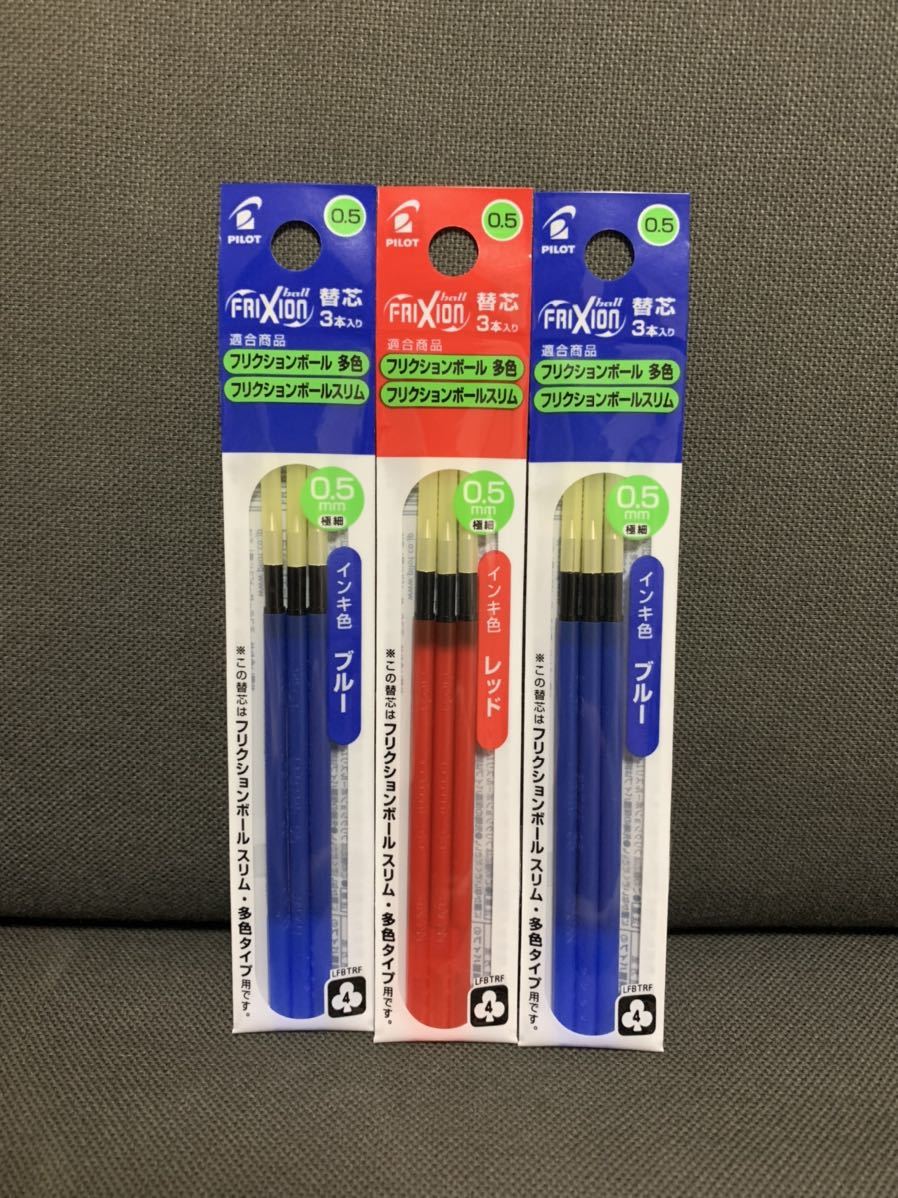 PILOT
0.5
FRIXION ball
替芯
3本入り
適合商品
フリクションボール 多色
フリクションボールスリム
0.5
mm
極細
インキ色 ブルー
※この替芯はフリクションボール スリム・多色タイプ用です。
LFBTRF
4
PILOT
0.5
FRIXION ball
替芯
3本入り
適合商品
フリクションボール 多色
フリクションボールスリム
0.5
mm
極細
インキ色 レッド
※この替芯はフリクションボール スリム・多色タイプ用です。
LFBTRF
4
PILOT
0.5
FRIXION ball
替芯
3本入り
適合商品
フリクションボール 多色
フリクションボールスリム
0.5
mm
極細
インキ色 ブルー
※この替芯はフリクションボール スリム・多色タイプ用です。
LFBTRF
4